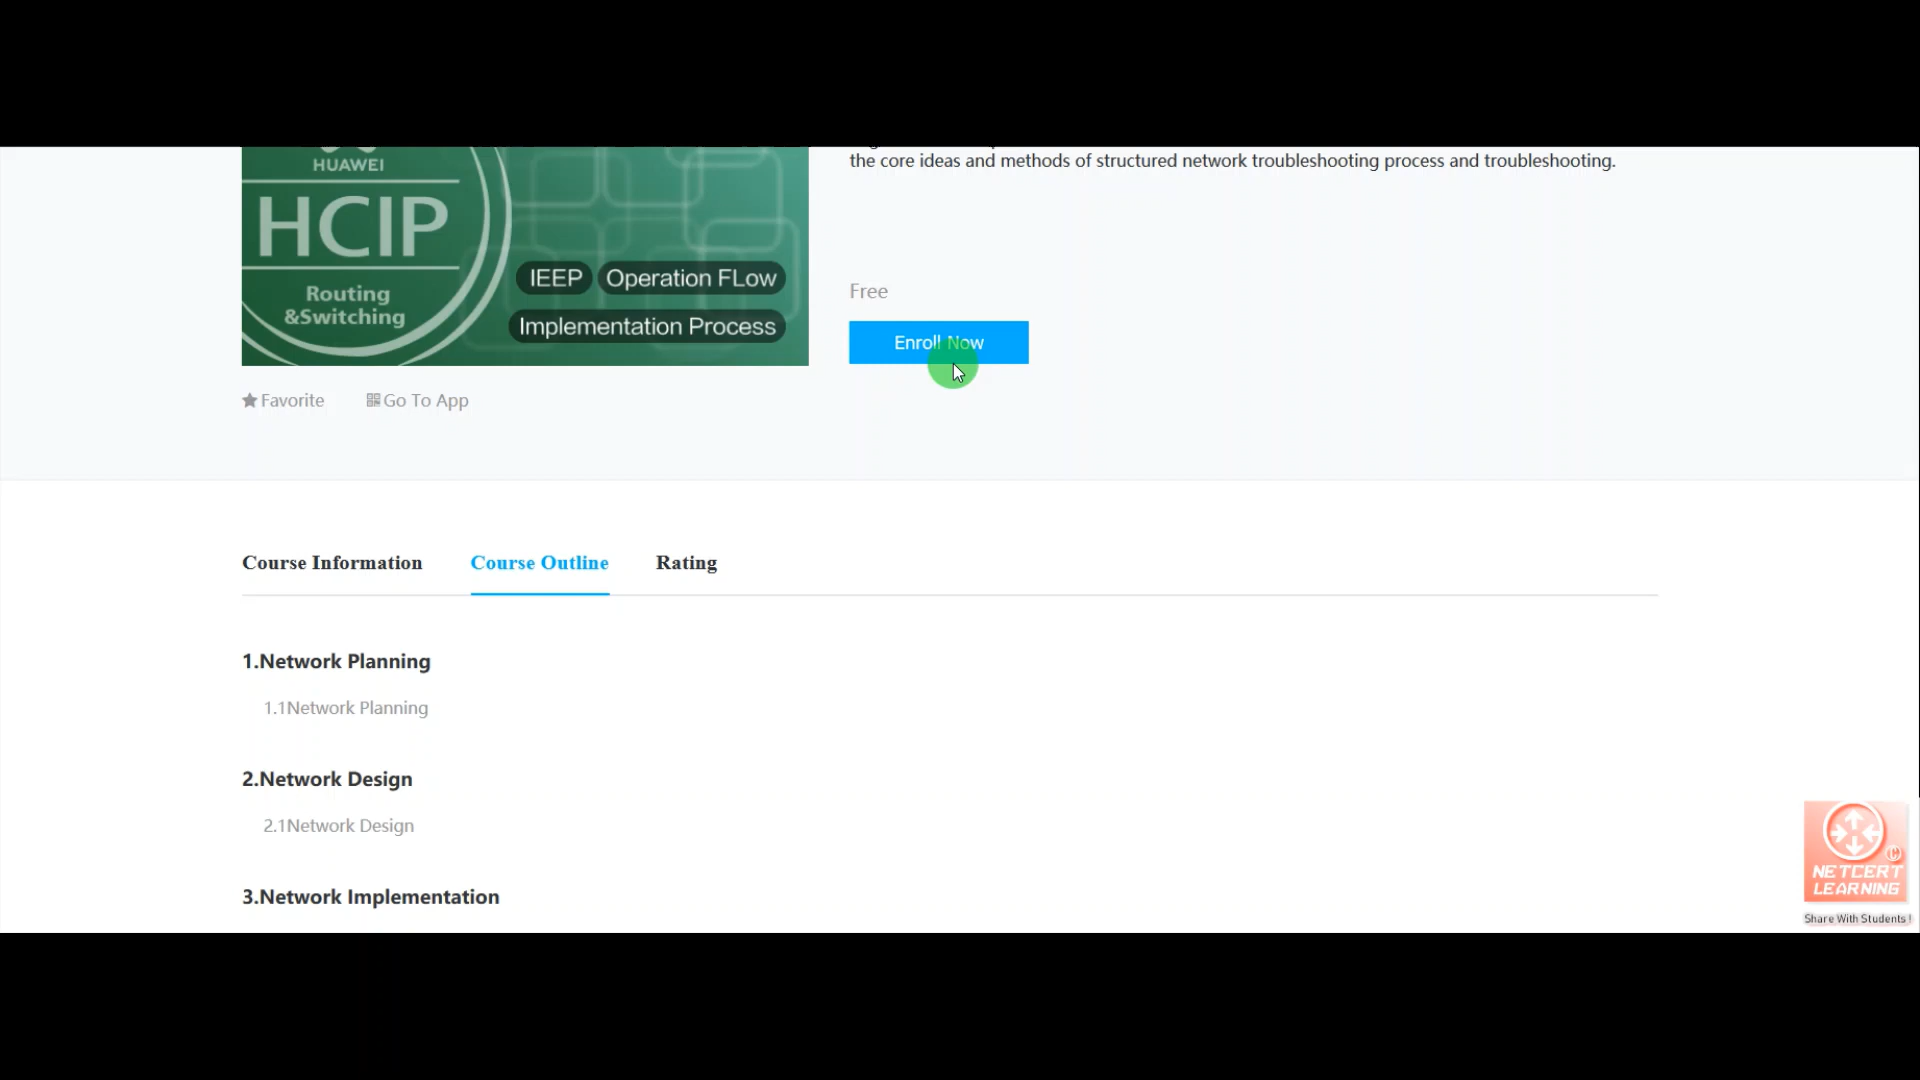 the core ideas and methods of structured network troubleshooting process and troubleshooting.
HUAWEI
HCIP
Routing
&Switching
IEEP
Operation FLow
Implementation Process
Free
Enroll Now
Favorite
Go To App
Course Information
Course Outline
Rating
1.Network Planning
1.1Network Planning
2.Network Design
2.1Network Design
3.Network Implementation
NETCERT
LEARNING
Share With Students !